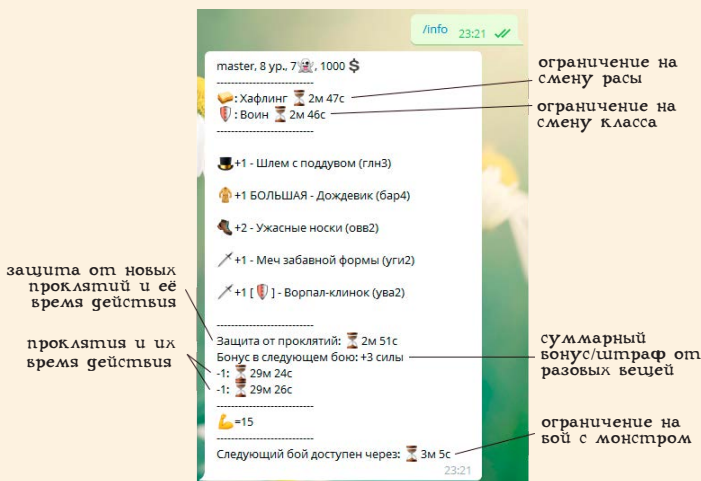 /info 23:21
master, 8 ур., 7👻, 1000 $
---------------------------
: Хафлинг ⏳ 2м 47с
: Воин ⏳ 2м 46с
---------------------------
🎩+1 - Шлем с поддувом (глн3)
+1 БОЛЬШАЯ - Дождевик (бар4)
+2 - Ужасные носки (овв2)
🗡+1 - Меч забавной формы (уги2)
🗡+1 [🛡] - Ворпал-клинок (ува2)
---------------------------
Защита от проклятий: ⏳ 2м 51с
Бонус в следующем бою: +3 силы
-1: ⏳ 29м 24с
-1: ⏳ 29м 26с
---------------------------
💪=15
---------------------------
Следующий бой доступен через: ⏳ 3м 5с
23:21
ограничение на
смену расы
ограничение на
смену класса
защита от новых
проклятий и её
время действия
проклятия и их
время действия
суммарный
бонус/штраф от
разовых вещей
ограничение на
бой с монстром